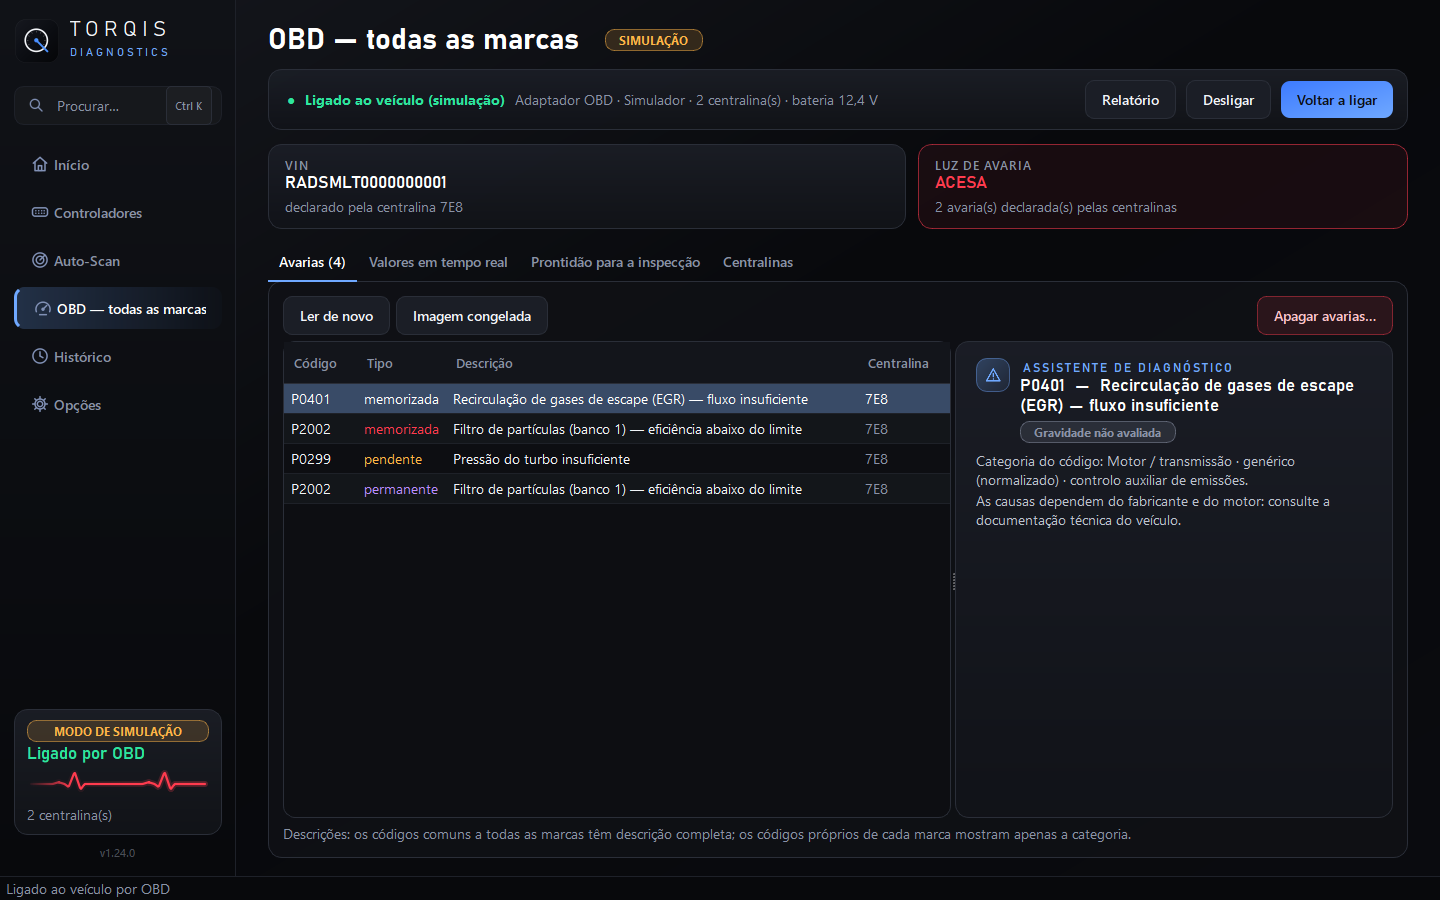 TORQIS
DIAGNOSTICS
Procurar...
Ctrl K
Início
Controladores
Auto-Scan
OBD — todas as marcas
Histórico
Opções
MODO DE SIMULAÇÃO
Ligado por OBD
2 centralina(s)
v1.24.0
OBD — todas as marcas
SIMULAÇÃO
Ligado ao veículo (simulação) Adaptador OBD · Simulador · 2 centralina(s) · bateria 12,4 V
Relatório
Desligar
Voltar a ligar
VIN
RADSMLT0000000001
declarado pela centralina 7E8
LUZ DE AVARIA
ACESA
2 avaria(s) declarada(s) pelas centralinas
Avarias (4) Valores em tempo real Prontidão para a inspecção Centralinas
Ler de novo
Imagem congelada
Apagar avarias...
Código Tipo Descrição Centralina
P0401 memorizada Recirculação de gases de escape (EGR) — fluxo insuficiente 7E8
P2002 memorizada Filtro de partículas (banco 1) — eficiência abaixo do limite 7E8
P0299 pendente Pressão do turbo insuficiente 7E8
P2002 permanente Filtro de partículas (banco 1) — eficiência abaixo do limite 7E8
ASSISTENTE DE DIAGNÓSTICO
P0401 — Recirculação de gases de escape
(EGR) — fluxo insuficiente
Gravidade não avaliada
Categoria do código: Motor / transmissão · genérico
(normalizado) · controlo auxiliar de emissões.
As causas dependem do fabricante e do motor: consulte a
documentação técnica do veículo.
Descrições: os códigos comuns a todas as marcas têm descrição completa; os códigos próprios de cada marca mostram apenas a categoria.
Ligado ao veículo por OBD